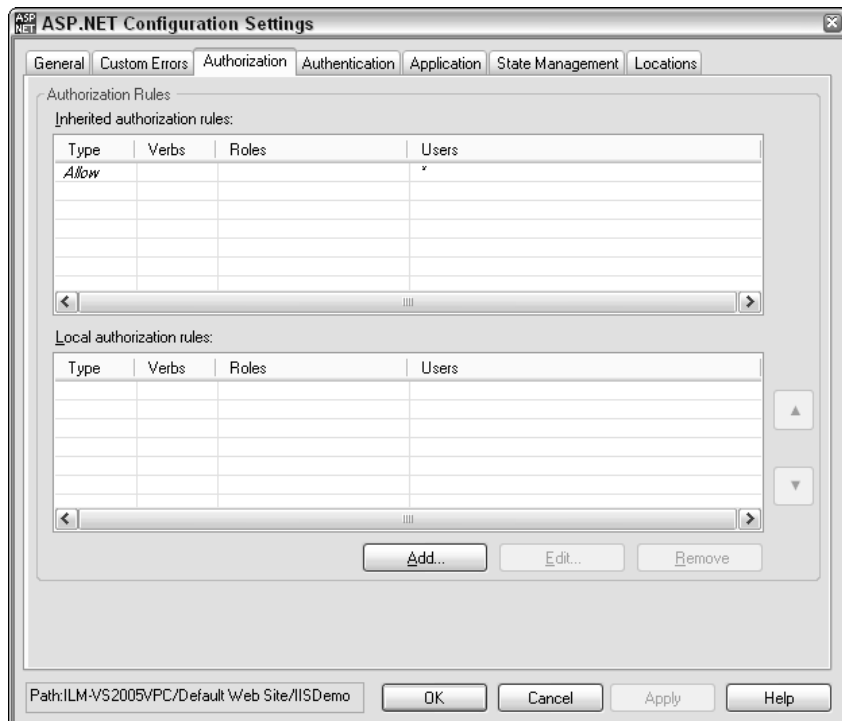 ASP NET ASP.NET Configuration Settings
General Custom Errors Authorization Authentication Application State Management Locations
Authorization Rules
Inherited authorization rules:
Type Verbs Roles Users
Allow *
Local authorization rules:
Type Verbs Roles Users
Add... Edit... Remove
Path:ILM-VS2005VPC/Default Web Site/IISDemo OK Cancel Apply Help